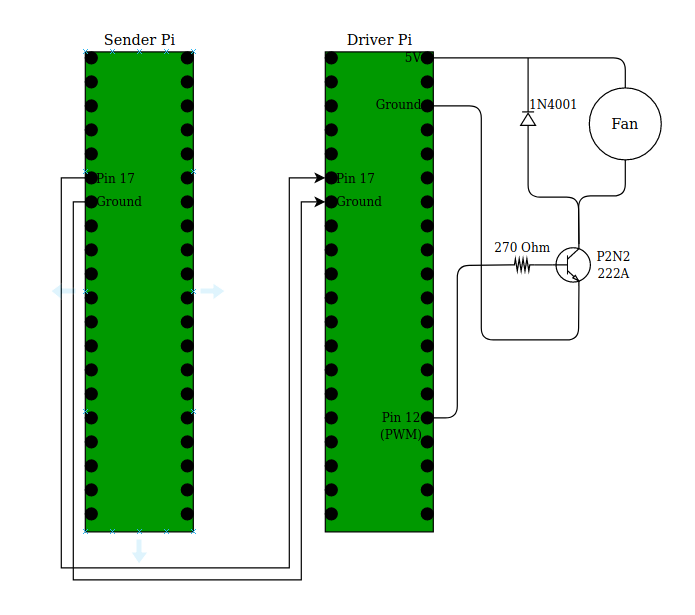 Sender Pi
Driver Pi
5V
Ground
1N4001
Fan
Pin 17
Ground
Pin 17
Ground
270 Ohm
P2N2
222A
Pin 12
(PWM)